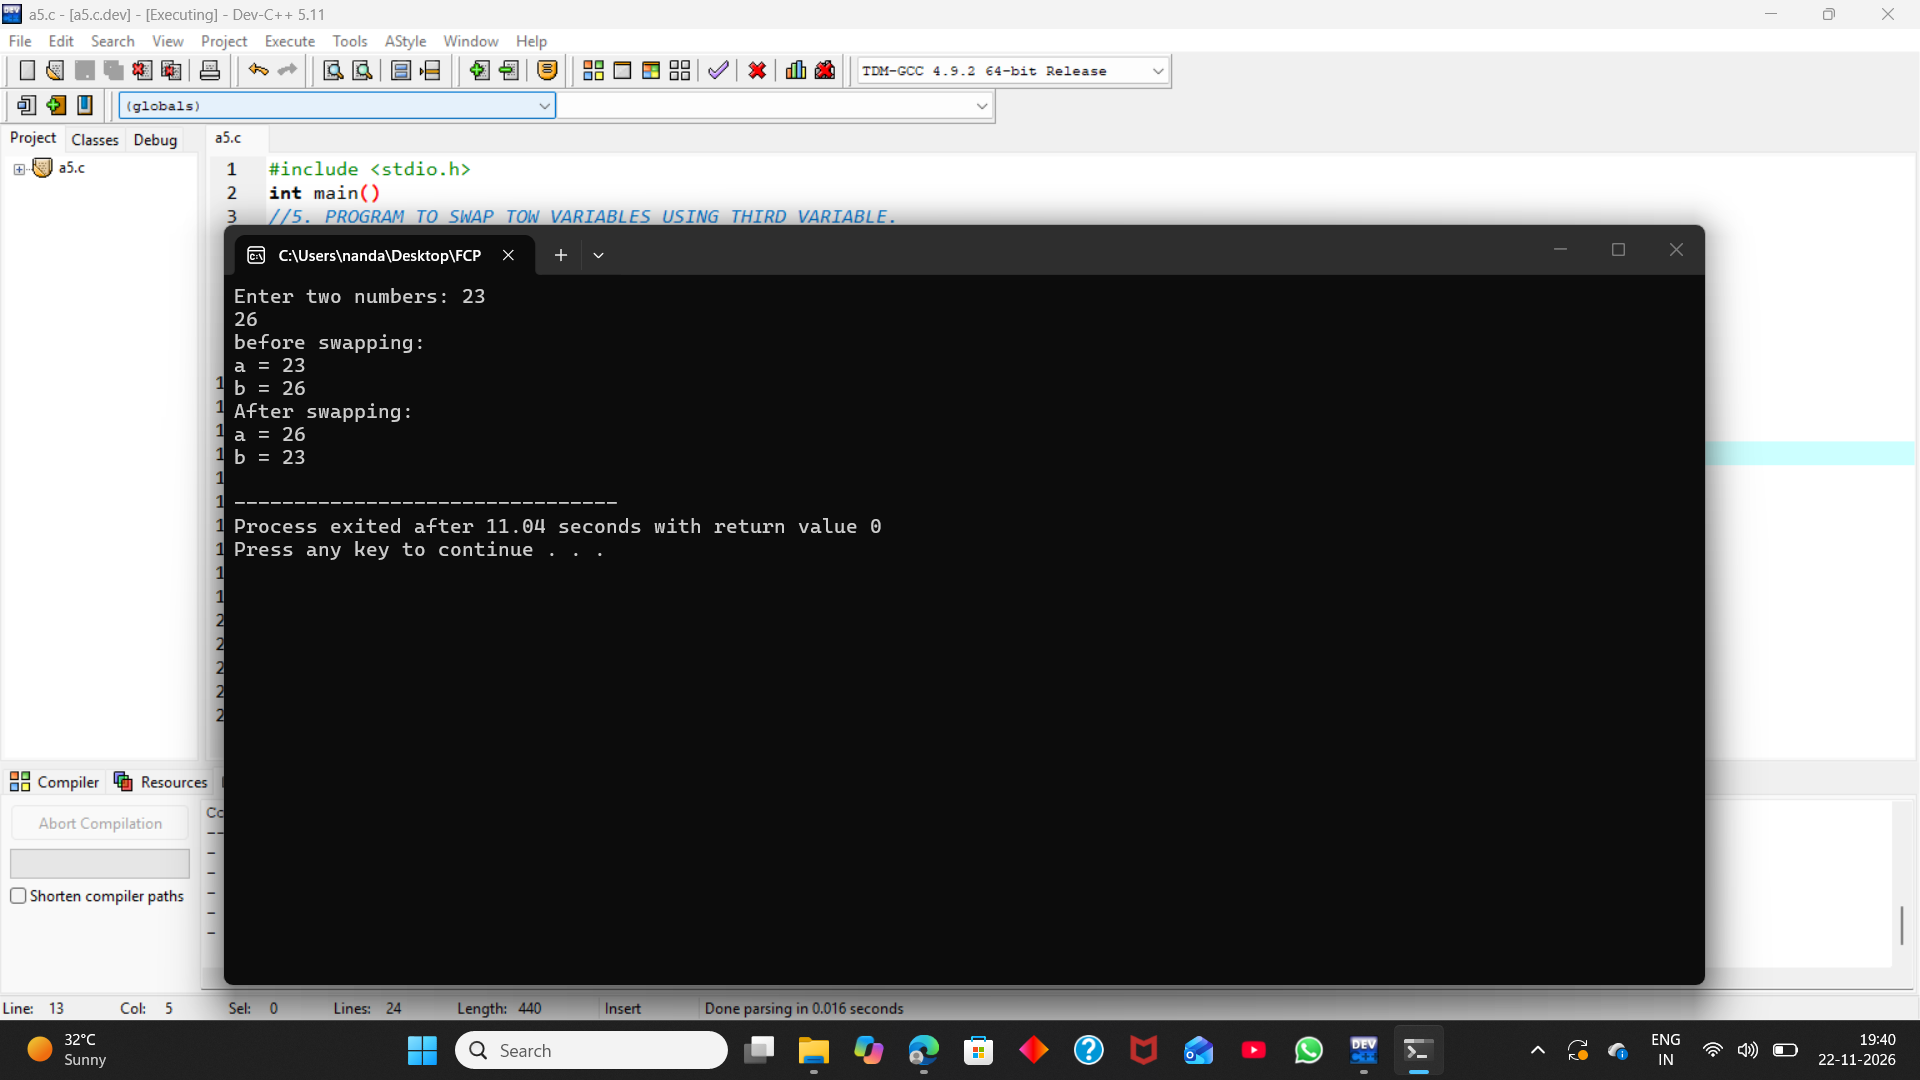 a5.c - [a5.c.dev] - [Executing] - Dev-C++ 5.11
File Edit Search View Project Execute Tools AStyle Window Help
TDM-GCC 4.9.2 64-bit Release
(globals)
Project Classes Debug
a5.c
a5.c
1 #include <stdio.h>
2 int main()
3 //5. PROGRAM TO SWAP TOW VARIABLES USING THIRD VARIABLE.
C:\Users\nanda\Desktop\FCP
Enter two numbers: 23
26
before swapping:
a = 23
b = 26
After swapping:
a = 26
b = 23
--------------------------------
Process exited after 11.04 seconds with return value 0
Press any key to continue . . .
Compiler Resources
Abort Compilation
Shorten compiler paths
Line: 13 Col: 5 Sel: 0 Lines: 24 Length: 440 Insert Done parsing in 0.016 seconds
32°C
Sunny
Search
DEV
ENG
IN
19:40
22-11-2026